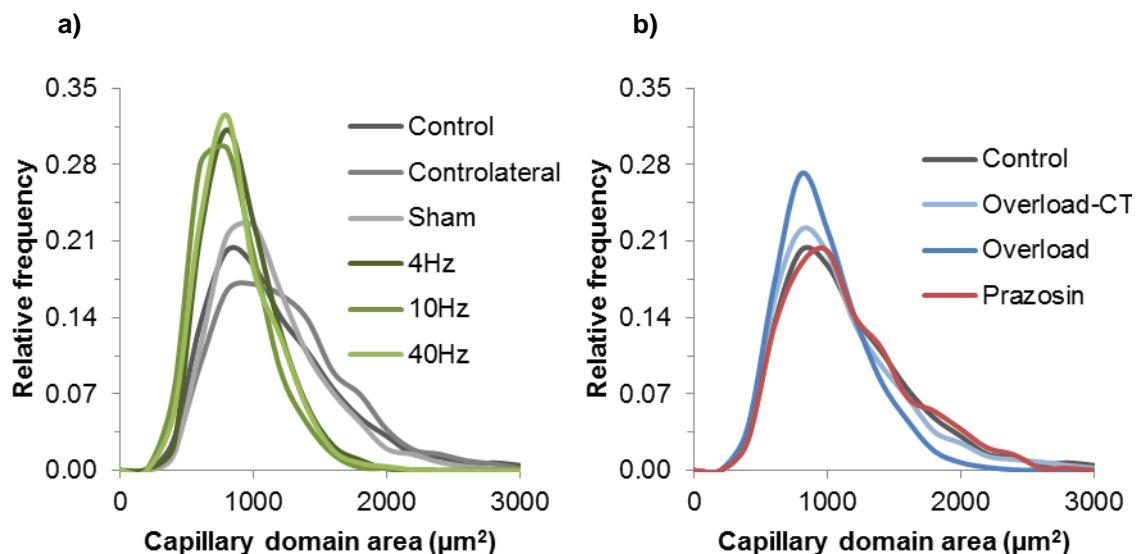 a)
0.35
0.28
0.21
0.14
0.07
0.00
Relative frequency
Control
Controlateral
Sham
4Hz
10Hz
40Hz
0 1000 2000 3000
Capillary domain area (µm²)
b)
0.35
0.28
0.21
0.14
0.07
0.00
Relative frequency
Control
Overload-CT
Overload
Prazosin
0 1000 2000 3000
Capillary domain area (µm²)